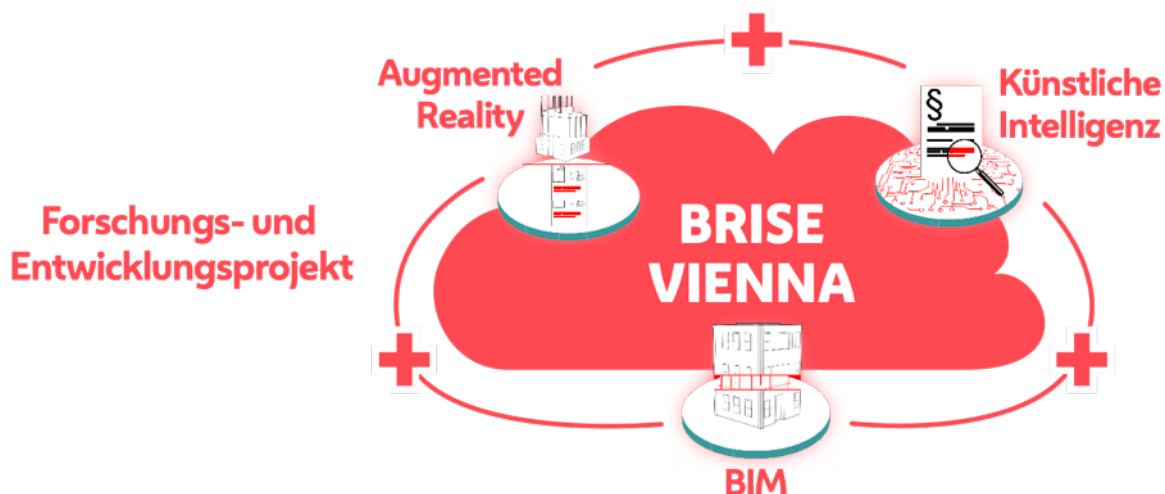 Forschungs- und
Entwicklungsprojekt
Augmented
Reality
Künstliche
Intelligenz
§
BRISE
VIENNA
BIM